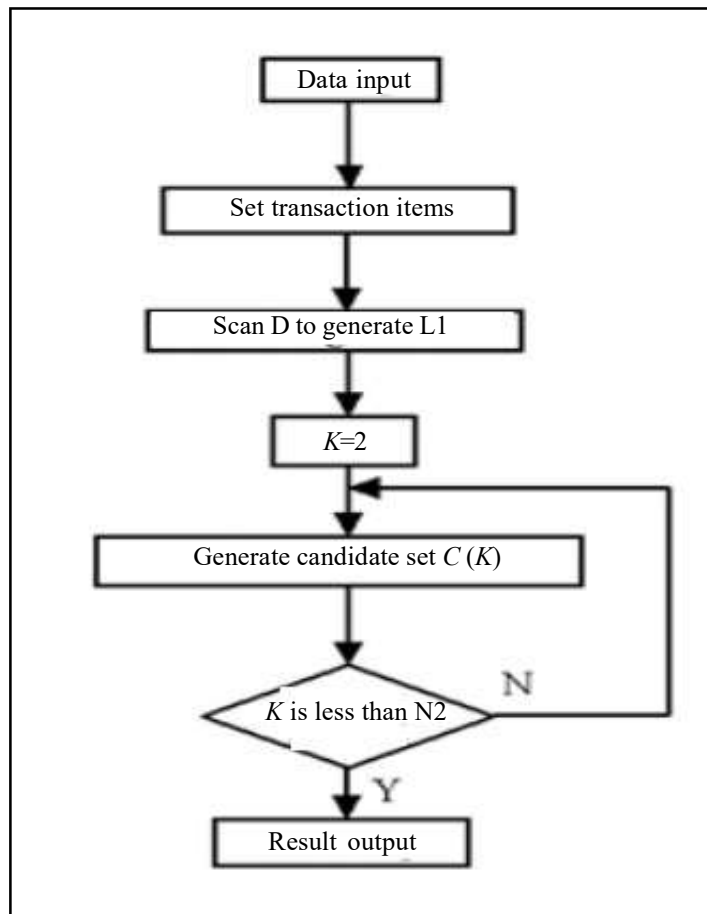 Data input
Set transaction items
Scan D to generate L1
K=2
Generate candidate set C (K)
K is less than N2
N
Y
Result output